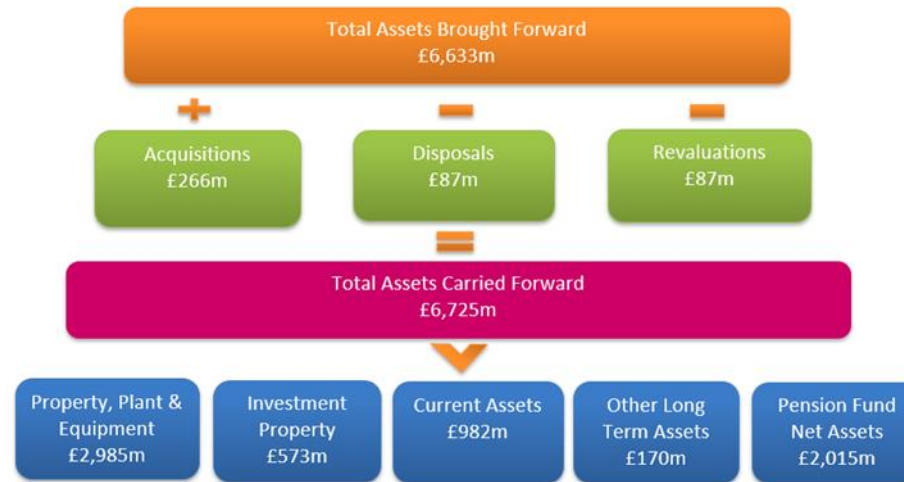 Total Assets Brought Forward
£6,633m
Acquisitions
£266m
Disposals
£87m
Revaluations
£87m
Total Assets Carried Forward
£6,725m
Property, Plant &
Equipment
£2,985m
Investment
Property
£573m
Current Assets
£982m
Other Long
Term Assets
£170m
Pension Fund
Net Assets
£2,015m